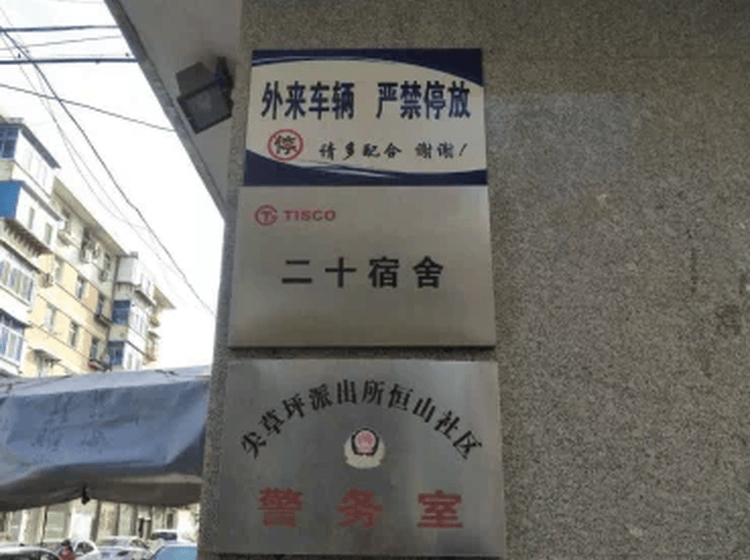 外来车辆 严禁停放
停 请多配合 谢谢!
TISCO
二十宿舍
尖草坪派出所恒山社区
警务室